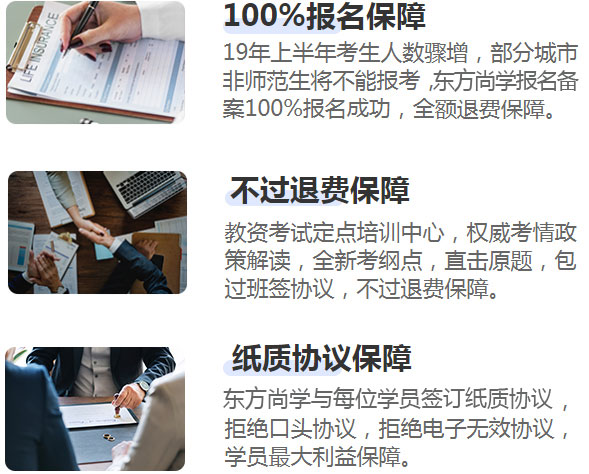 LIFE INSURANCE
100%报名保障
19年上半年考生人数骤增，部分城市
非师范生将不能报考 ,东方尚学报名备
案100%报名成功，全额退费保障。
不过退费保障
教资考试定点培训中心，权威考情政
策解读，全新考纲点，直击原题，包
过班签协议，不过退费保障。
纸质协议保障
东方尚学与每位学员签订纸质协议，
拒绝口头协议，拒绝电子无效协议，
学员最大利益保障。